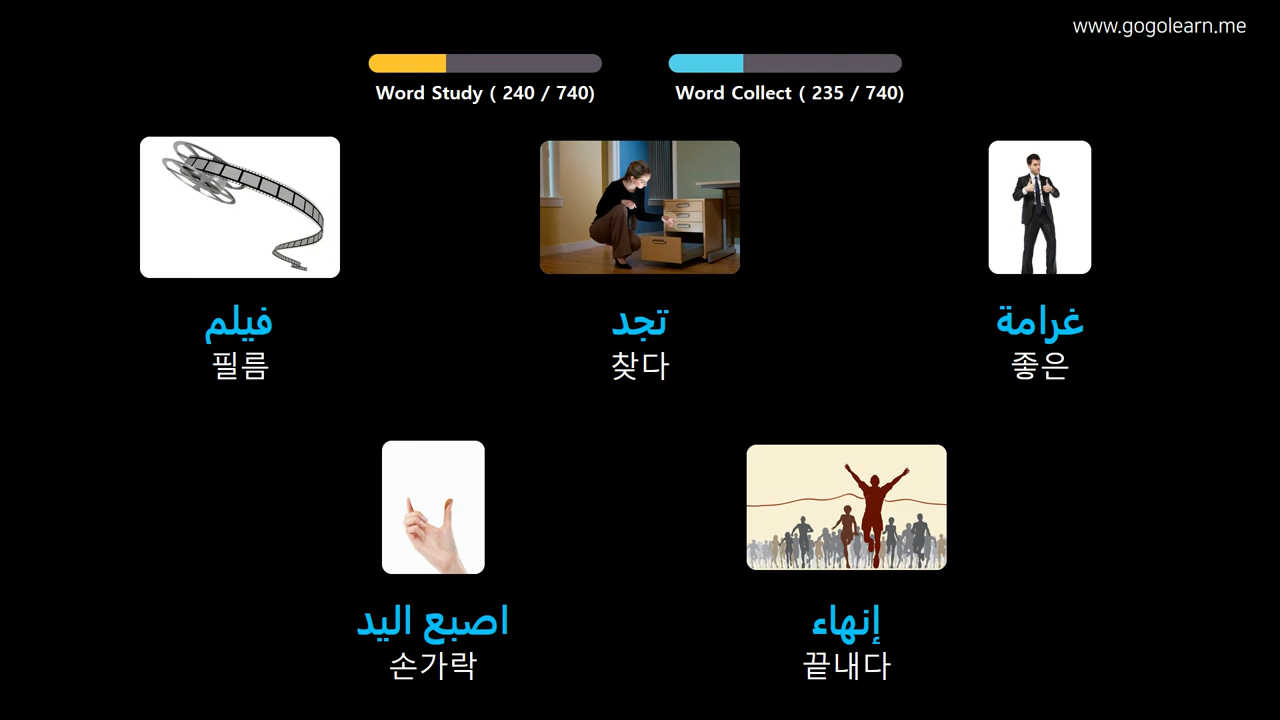 www.gogolearn.me
Word Study ( 240 / 740)
Word Collect ( 235 / 740)
فيلم
필름
تجد
찾다
غرامة
좋은
اصبع اليد
손가락
إنهاء
끝내다